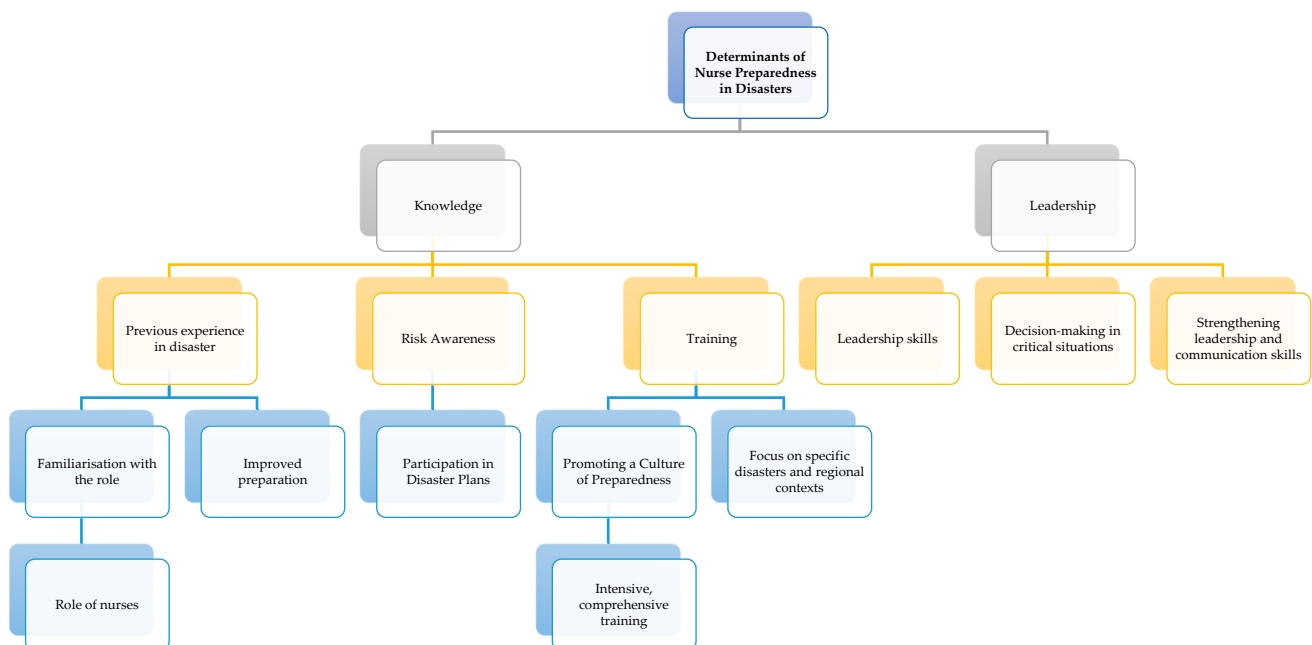 Determinants of
Nurse Preparedness
in Disasters
Knowledge
Leadership
Previous experience
in disaster
Risk Awareness
Training
Leadership skills
Decision-making in
critical situations
Strengthening
leadership and
communication skills
Familiarisation with
the role
Improved
preparation
Participation in
Disaster Plans
Promoting a Culture
of Preparedness
Focus on specific
disasters and regional
contexts
Role of nurses
Intensive,
comprehensive
training